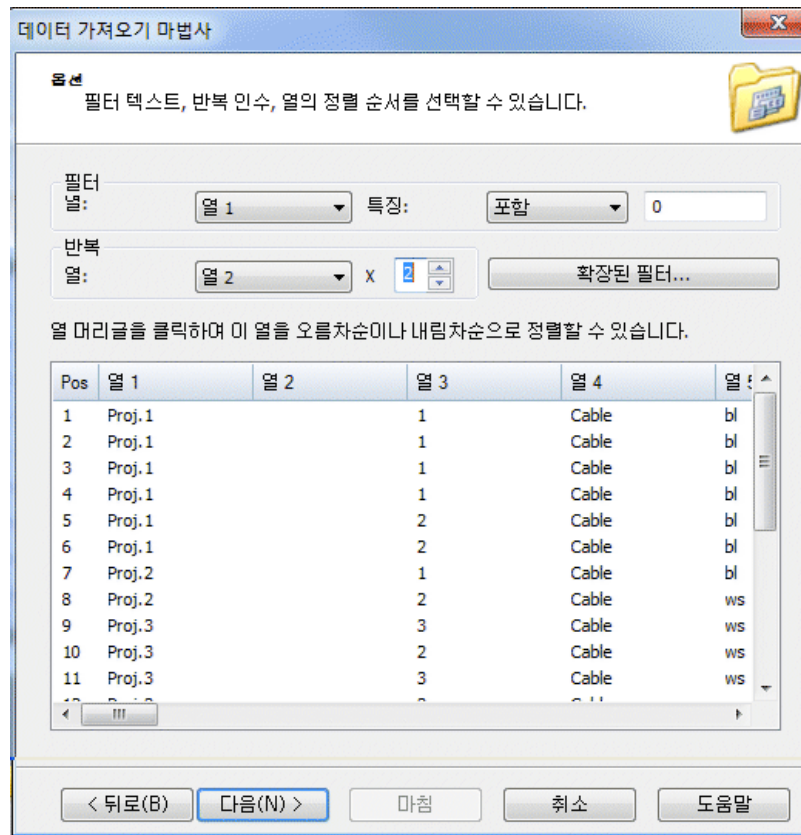 데이터 가져오기 마법사
옵션
필터 텍스트, 반복 인수, 열의 정렬 순서를 선택할 수 있습니다.
필터
널: 열 1 특징: 포함 0
반복
열: 열 2 X 2 확장된 필터...
열 머리글을 클릭하여 이 열을 오름차순이나 내림차순으로 정렬할 수 있습니다.
Pos 열 1 열 2 열 3 열 4 열 5
1 Proj.1 1 Cable bl
2 Proj.1 1 Cable bl
3 Proj.1 1 Cable bl
4 Proj.1 1 Cable bl
5 Proj.1 2 Cable bl
6 Proj.1 2 Cable bl
7 Proj.2 1 Cable bl
8 Proj.2 2 Cable ws
9 Proj.3 3 Cable ws
10 Proj.3 2 Cable ws
11 Proj.3 3 Cable ws
< 뒤로(B) 다음(N) > 마침 취소 도움말